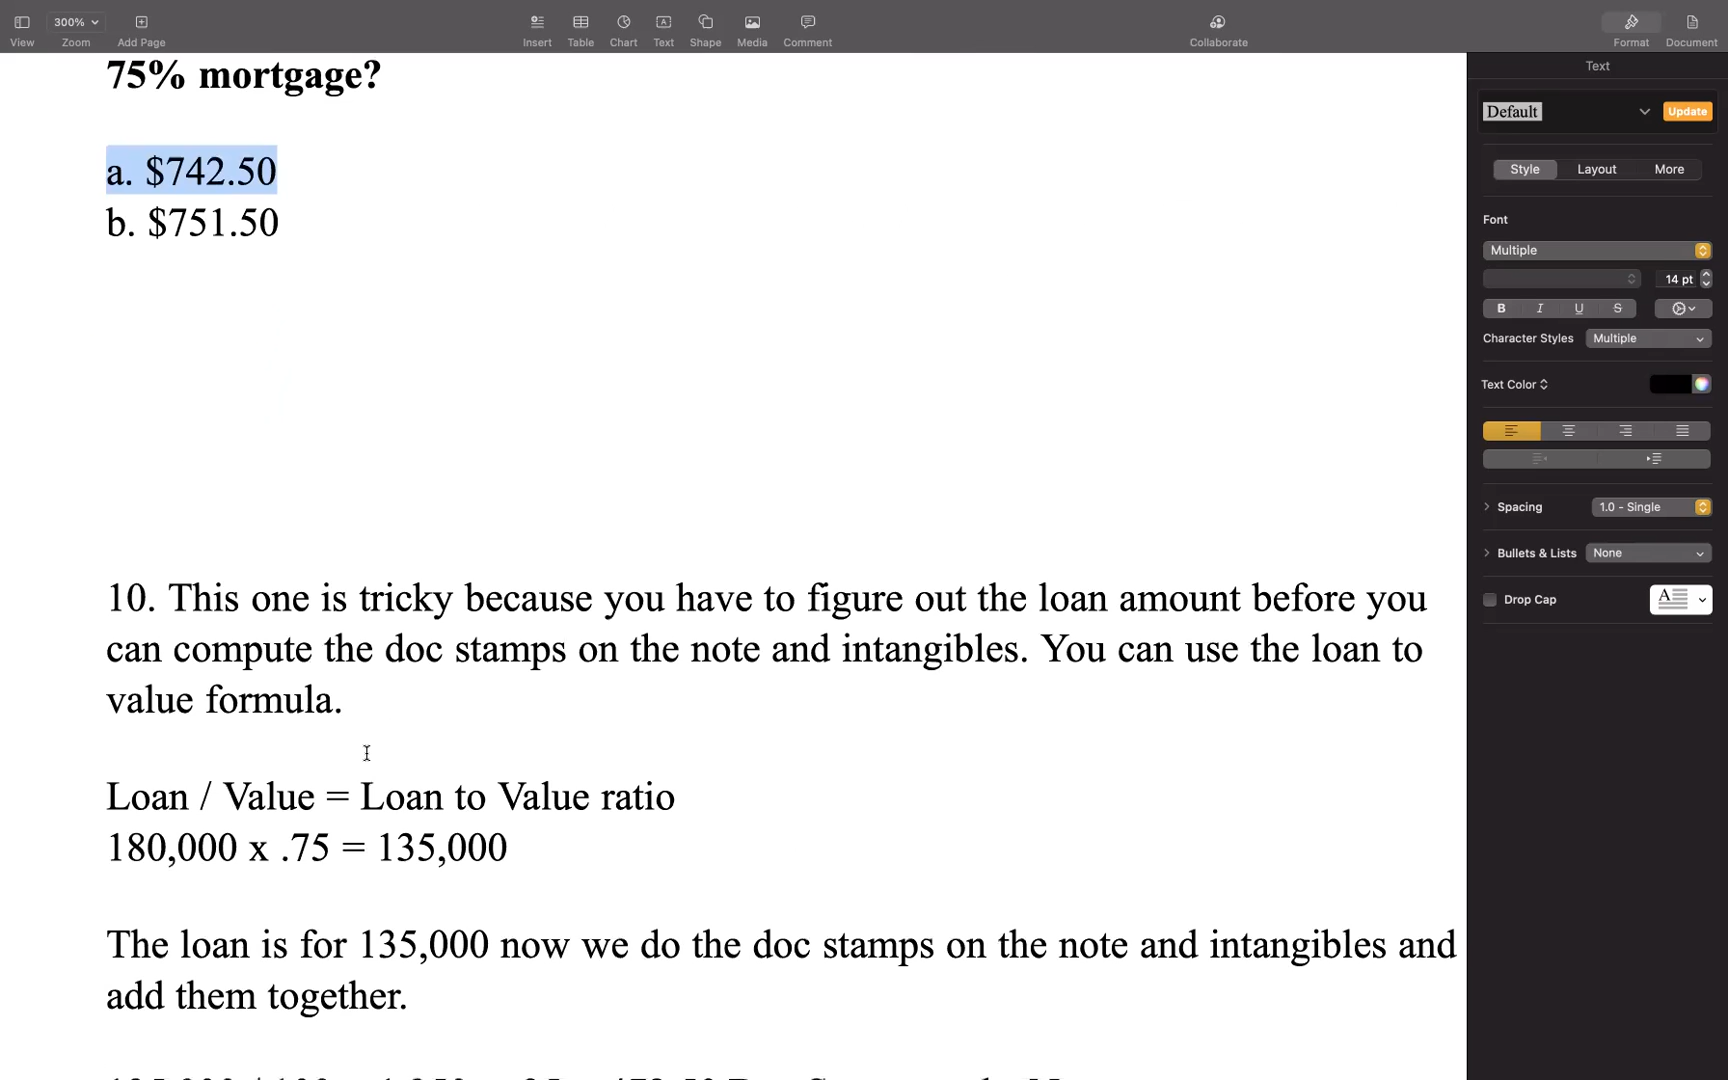 300%
View
Zoom
Add Page
Insert
Table
Chart
Text
Shape
Media
Comment
Collaborate
Format
Document
75% mortgage?
a. $742.50
b. $751.50
10. This one is tricky because you have to figure out the loan amount before you
can compute the doc stamps on the note and intangibles. You can use the loan to
value formula.
Loan / Value = Loan to Value ratio
180,000 x .75 = 135,000
The loan is for 135,000 now we do the doc stamps on the note and intangibles and
add them together.
Text
Default
Update
Style
Layout
More
Font
Multiple
14 pt
B I U S
Character Styles
Multiple
Text Color
Spacing
1.0 - Single
Bullets & Lists
None
Drop Cap
A